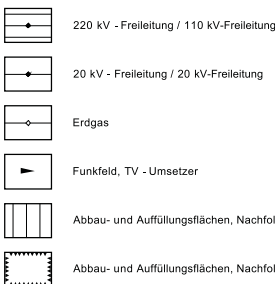 220 kV - Freileitung / 110 kV-Freileitung
20 kV - Freileitung / 20 kV-Freileitung
Erdgas
Funkfeld, TV - Umsetzer
Abbau- und Auffüllungsflächen, Nachfol
Abbau- und Auffüllungsflächen, Nachfol